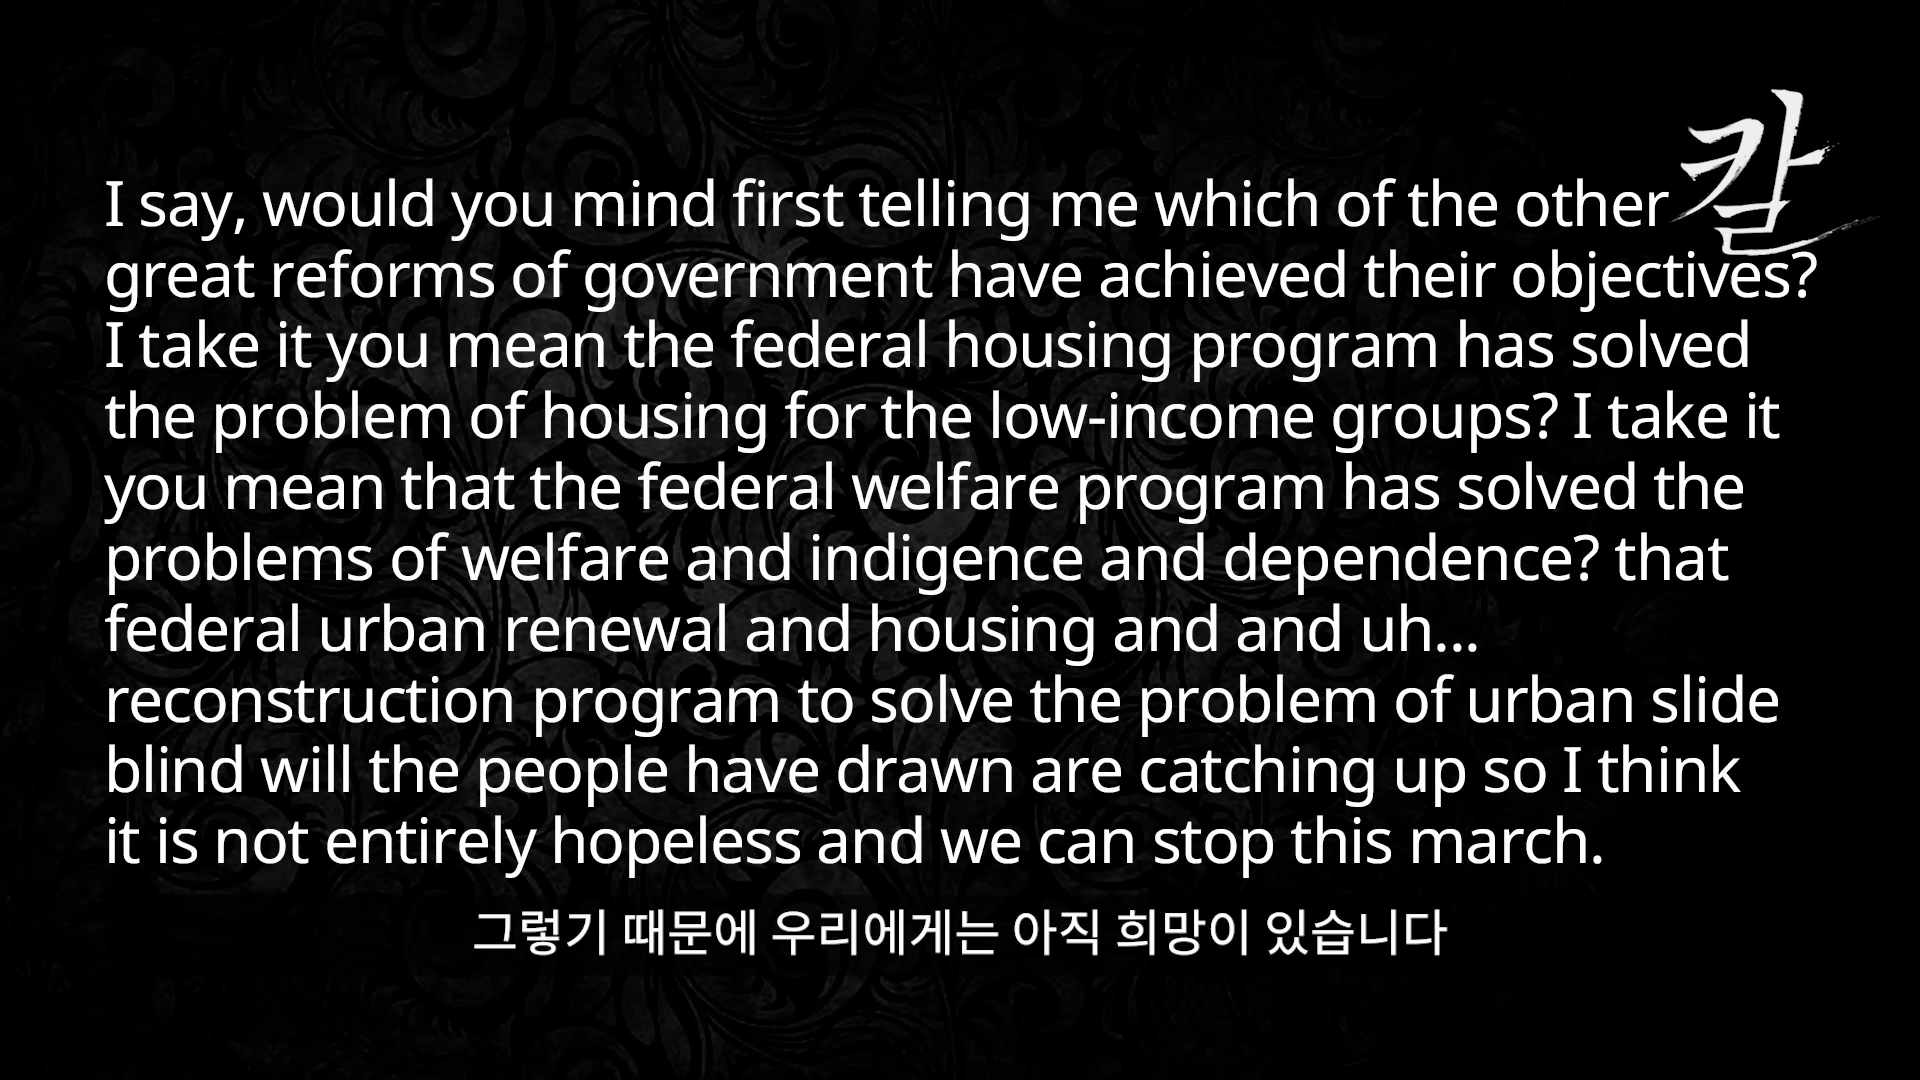 칼
I say, would you mind first telling me which of the other
great reforms of government have achieved their objectives?
I take it you mean the federal housing program has solved
the problem of housing for the low-income groups? I take it
you mean that the federal welfare program has solved the
problems of welfare and indigence and dependence? that
federal urban renewal and housing and and uh...
reconstruction program to solve the problem of urban slide
blind will the people have drawn are catching up so I think
it is not entirely hopeless and we can stop this march.
그렇기 때문에 우리에게는 아직 희망이 있습니다